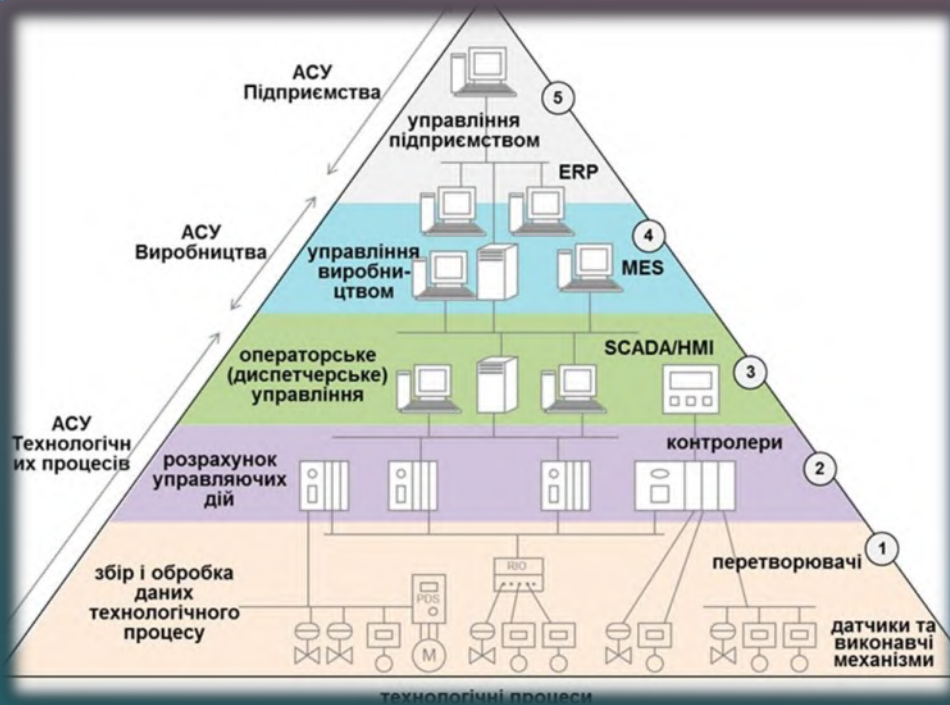 АСУ
Підприємства
5
управління
підприємством
ERP
АСУ
Виробництва
4
управління
виробни-
цтвом
MES
операторське
(диспетчерське)
управління
SCADA/HMI
3
АСУ
Технологічн
их процесів
розрахунок
управляючих
дій
контролери
2
1
збір і обробка
даних
технологічного
процесу
RIO
PDS
M
перетворювачі
датчики та
виконавчі
механізми
технологічні процеси